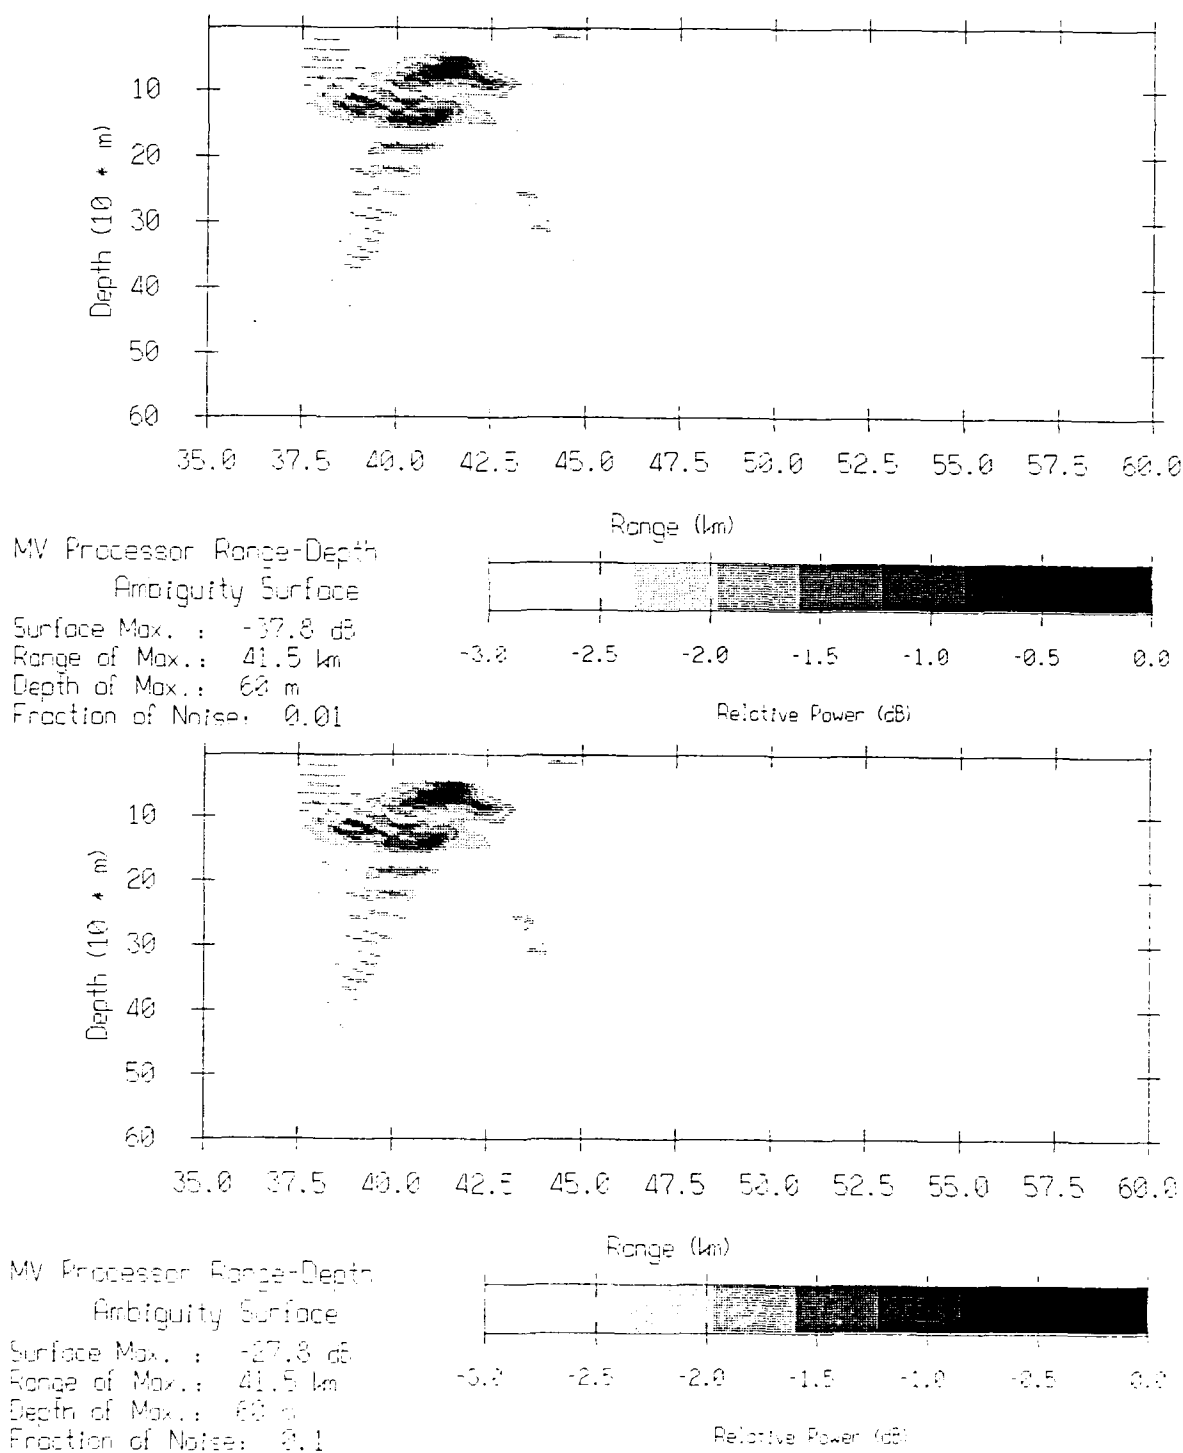 10
20
30
40
50
60
Depth (10 * m)
35.0 37.5 40.0 42.5 45.0 47.5 50.0 52.5 55.0 57.5 60.0
Range (km)
MV Processor Range-Depth
Ambiguity Surface
Surface Max. : -37.8 dB
Range of Max.: 41.5 km
Depth of Max.: 60 m
Fraction of Noise: 0.01
-3.0 -2.5 -2.0 -1.5 -1.0 -0.5 0.0
Relative Power (dB)
10
20
30
40
50
60
Depth (10 * m)
35.0 37.5 40.0 42.5 45.0 47.5 50.0 52.5 55.0 57.5 60.0
Range (km)
MV Processor Range-Depth
Ambiguity Surface
Surface Max. : -27.8 dB
Range of Max.: 41.5 km
Depth of Max.: 60 m
Fraction of Noise: 0.1
-3.0 -2.5 -2.0 -1.5 -1.0 -0.5 0.0
Relative Power (dB)